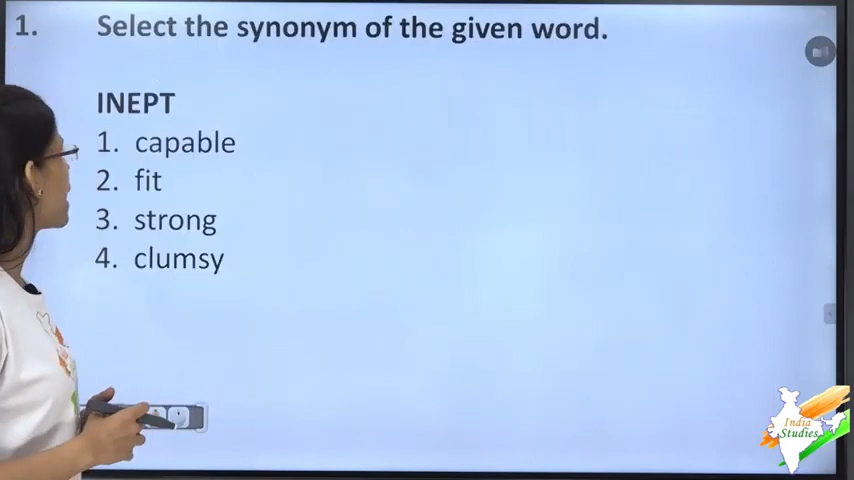 1. Select the synonym of the given word.
INEPT
1. capable
2. fit
3. strong
4. clumsy
India
Studies